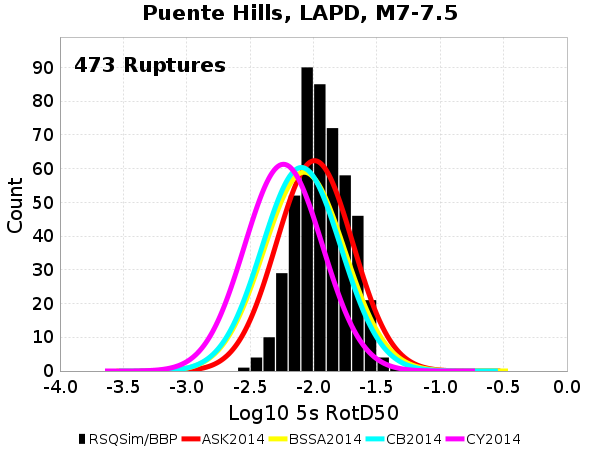 Puente Hills, LAPD, M7-7.5
473 Ruptures
90
80
70
60
50
40
30
20
10
0
Count
-4.0 -3.5 -3.0 -2.5 -2.0 -1.5 -1.0 -0.5 0.0
Log10 5s RotD50
RSQSim/BBP ASK2014 BSSA2014 CB2014 CY2014